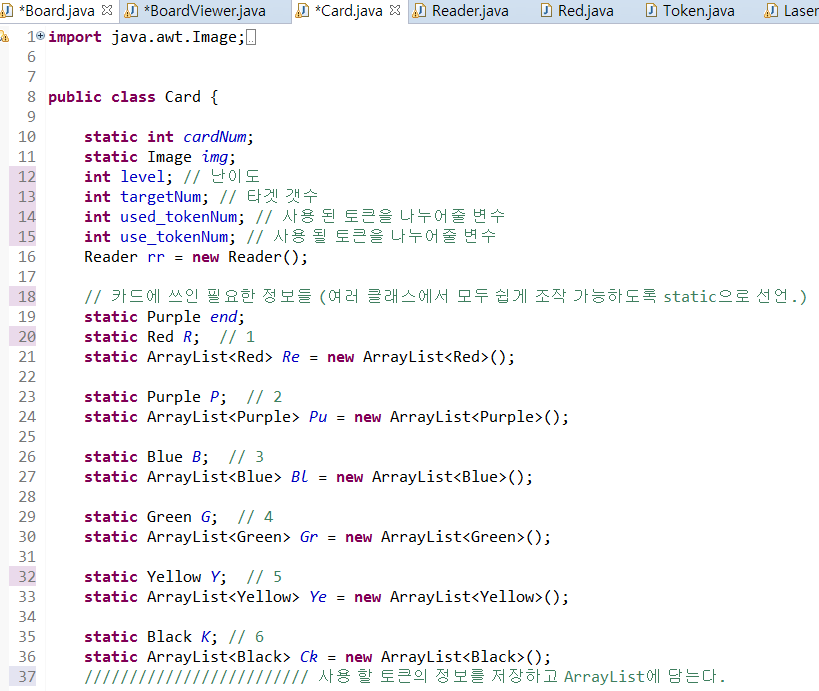 *Board.java *BoardViewer.java *Card.java Reader.java Red.java Token.java Laser
1 import java.awt.Image;
6
7
8 public class Card {
9
10 static int cardNum;
11 static Image img;
12 int level; // 난이도
13 int targetNum; // 타겟 갯수
14 int used_tokenNum; // 사용 된 토큰을 나누어줄 변수
15 int use_tokenNum; // 사용 될 토큰을 나누어줄 변수
16 Reader rr = new Reader();
17
18 // 카드에 쓰인 필요한 정보들 (여러 클래스에서 모두 쉽게 조작 가능하도록 static으로 선언.)
19 static Purple end;
20 static Red R; // 1
21 static ArrayList<Red> Re = new ArrayList<Red>();
22
23 static Purple P; // 2
24 static ArrayList<Purple> Pu = new ArrayList<Purple>();
25
26 static Blue B; // 3
27 static ArrayList<Blue> Bl = new ArrayList<Blue>();
28
29 static Green G; // 4
30 static ArrayList<Green> Gr = new ArrayList<Green>();
31
32 static Yellow Y; // 5
33 static ArrayList<Yellow> Ye = new ArrayList<Yellow>();
34
35 static Black K; // 6
36 static ArrayList<Black> Ck = new ArrayList<Black>();
37 ///////////////////////// 사용 할 토큰의 정보를 저장하고 ArrayList에 담는다.